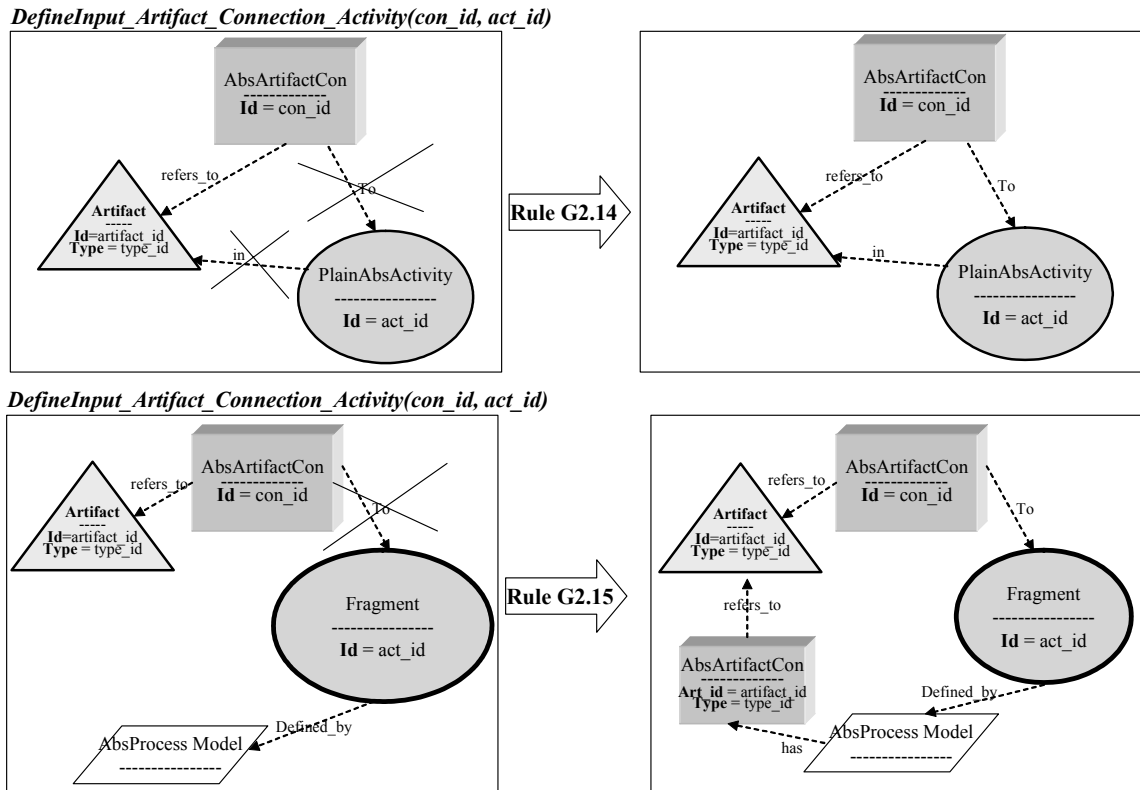 DefineInput_Artifact_Connection_Activity(con_id, act_id)
AbsArtifactCon
-------------
Id = con_id
refers_to
To
Artifact
-----
Id=artifact_id
Type = type_id
in
PlainAbsActivity
-----------------
Id = act_id
Rule G2.14
AbsArtifactCon
-------------
Id = con_id
refers_to
To
Artifact
-----
Id=artifact_id
Type = type_id
in
PlainAbsActivity
-----------------
Id = act_id
DefineInput_Artifact_Connection_Activity(con_id, act_id)
AbsArtifactCon
-------------
Id = con_id
refers_to
To
Artifact
-----
Id=artifact_id
Type = type_id
Fragment
-----------------
Id = act_id
Defined_by
AbsProcess Model
-----------------
Rule G2.15
AbsArtifactCon
-------------
Id = con_id
refers_to
To
Artifact
-----
Id=artifact_id
Type = type_id
Fragment
-----------------
Id = act_id
refers_to
AbsArtifactCon
-------------
Art_id = artifact_id
Type = type_id
Defined_by
has
AbsProcess Model
-----------------